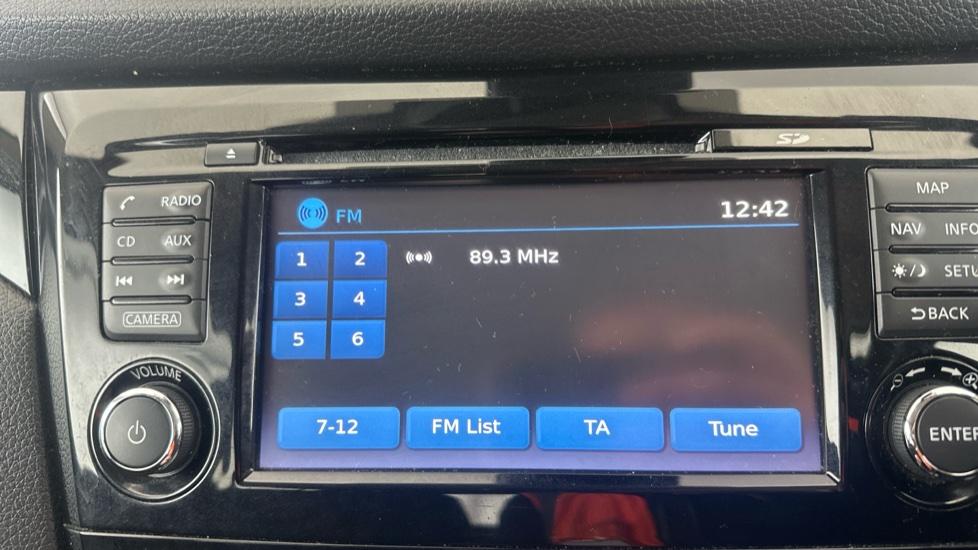 SD
RADIO
CD AUX
CAMERA
VOLUME
FM 12:42
1 2 89.3 MHz
3 4
5 6
7-12 FM List TA Tune
MAP
NAV INFO
SETU
BACK
ENTER